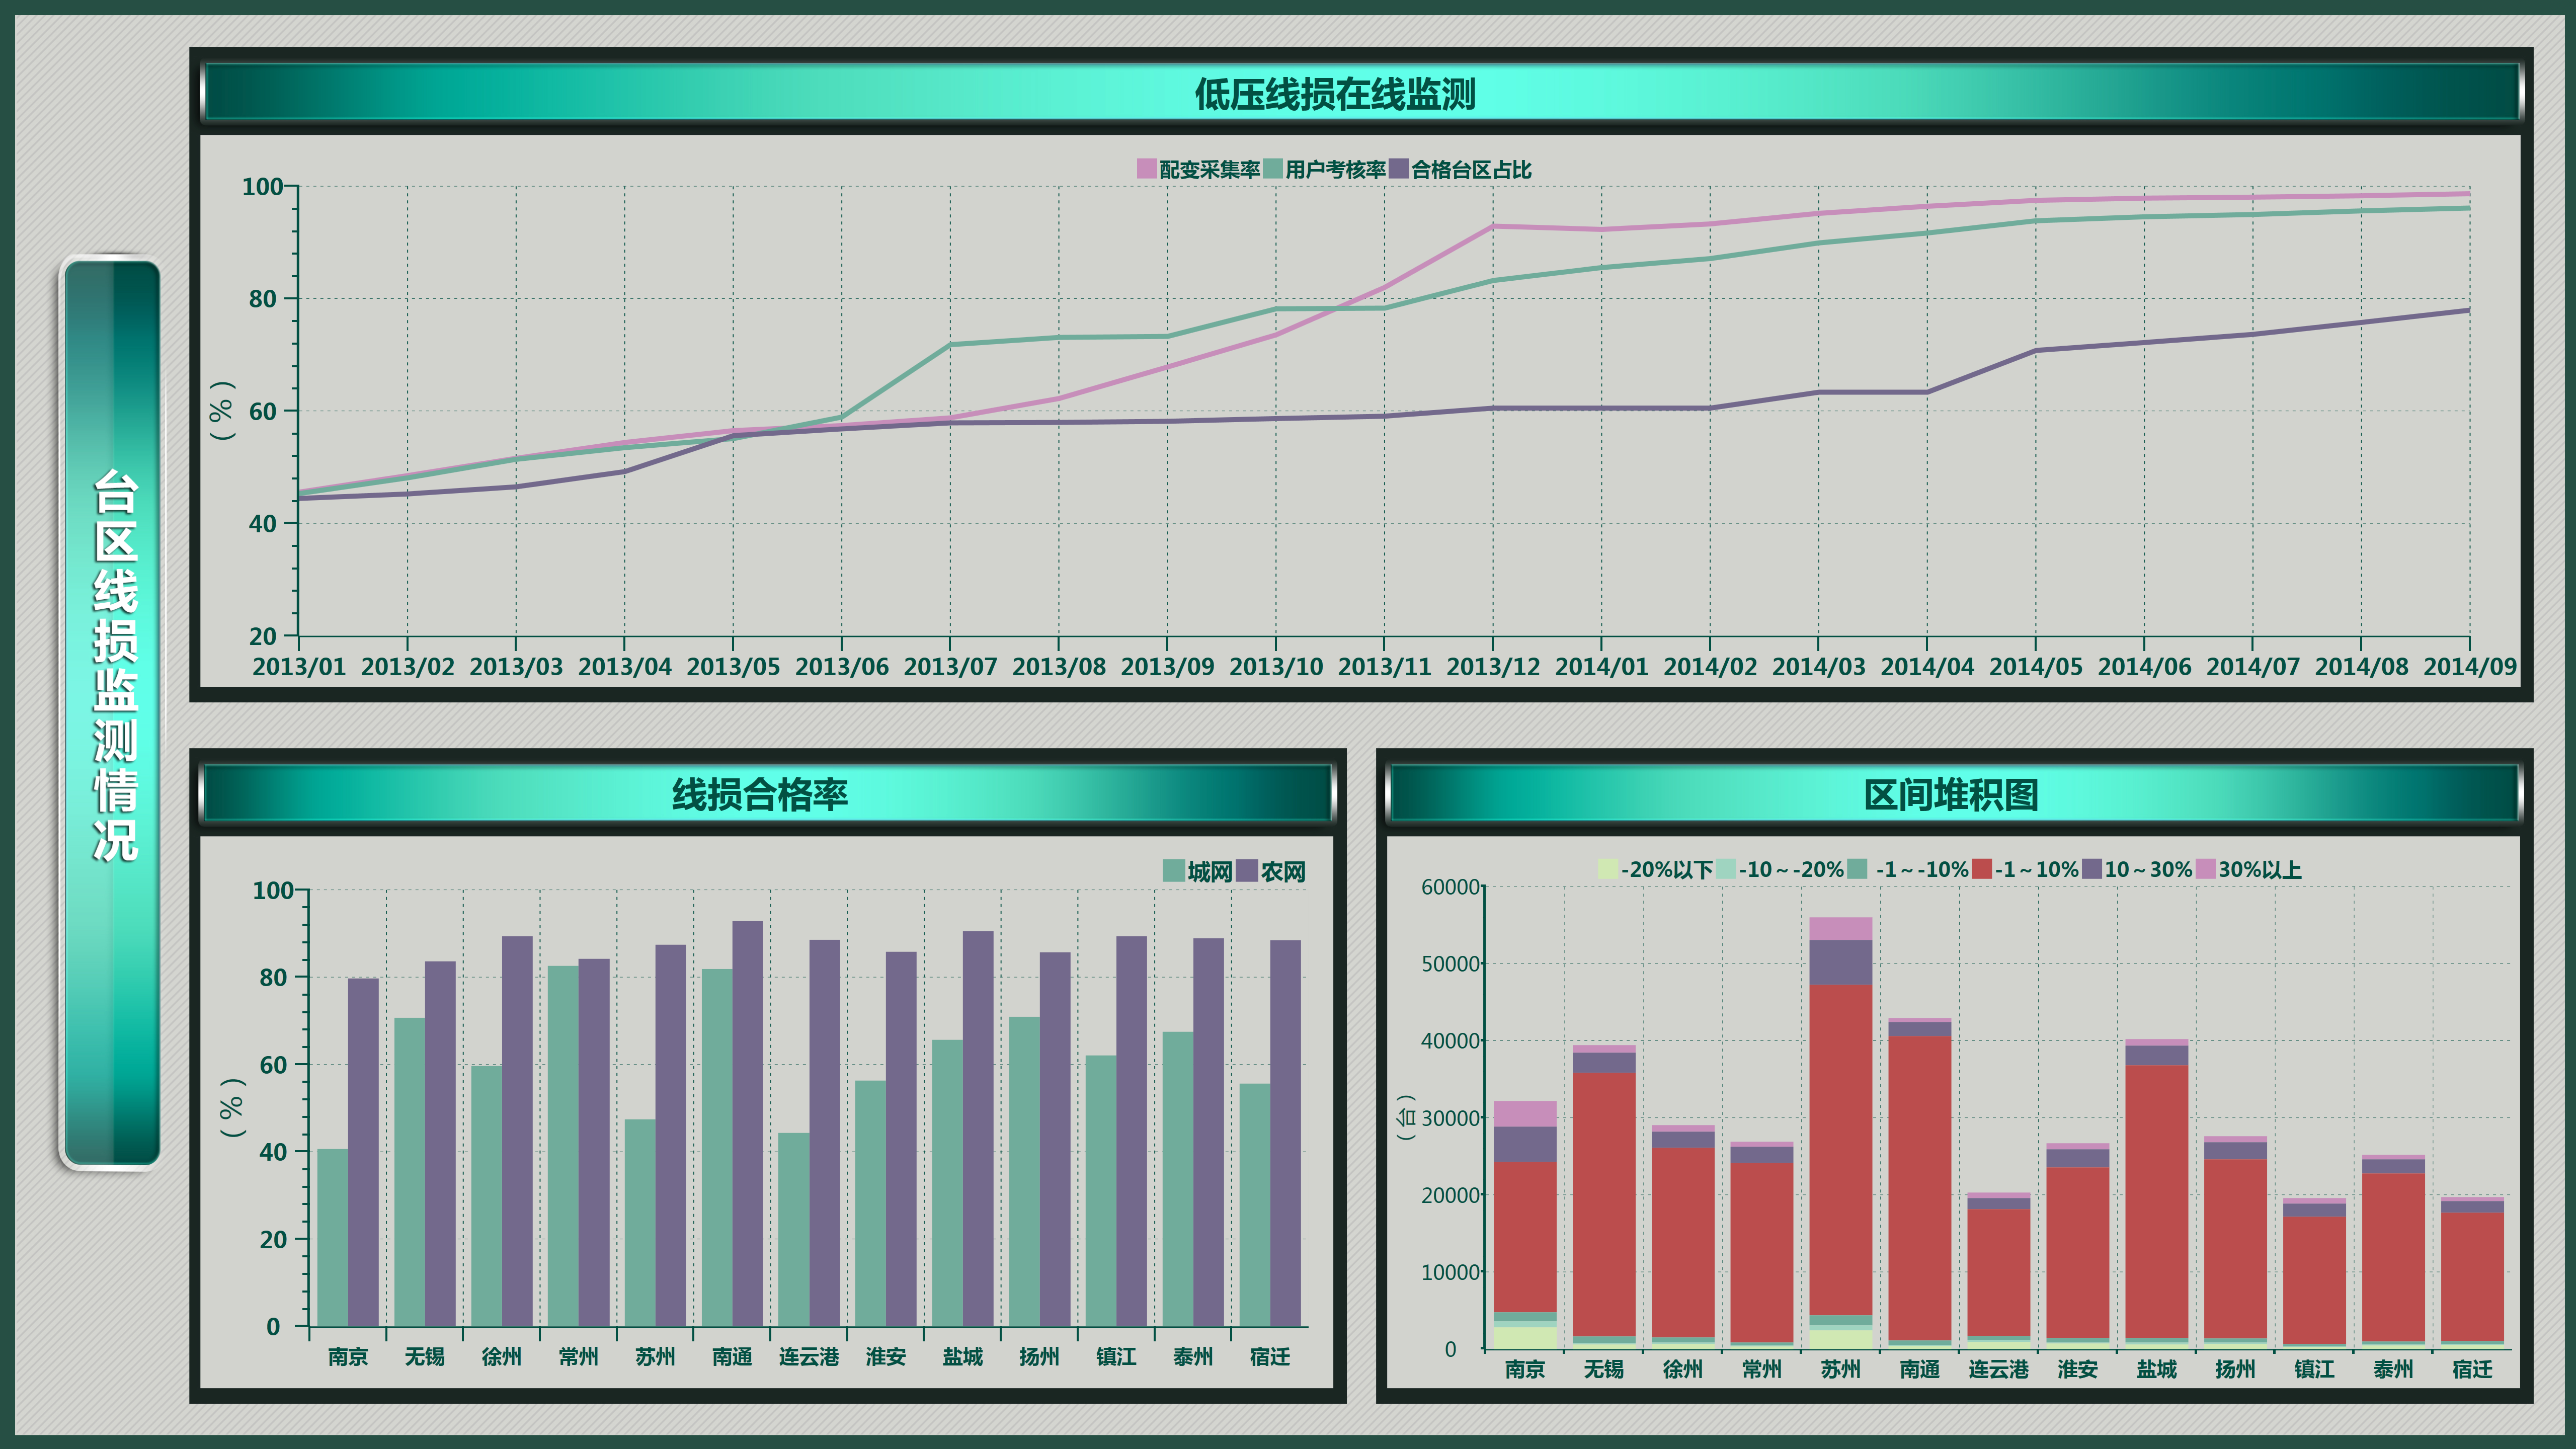 台区线损监测情况
低压线损在线监测
配变采集率 用户考核率 合格台区占比
(%)
100
80
60
40
20
2013/01 2013/02 2013/03 2013/04 2013/05 2013/06 2013/07 2013/08 2013/09 2013/10 2013/11 2013/12 2014/01 2014/02 2014/03 2014/04 2014/05 2014/06 2014/07 2014/08 2014/09
线损合格率
城网 农网
(%)
100
80
60
40
20
0
南京 无锡 徐州 常州 苏州 南通 连云港 淮安 盐城 扬州 镇江 泰州 宿迁
区间堆积图
-20%以下 -10～-20% -1～-10% -1～10% 10～30% 30%以上
(台)
60000
50000
40000
30000
20000
10000
0
南京 无锡 徐州 常州 苏州 南通 连云港 淮安 盐城 扬州 镇江 泰州 宿迁